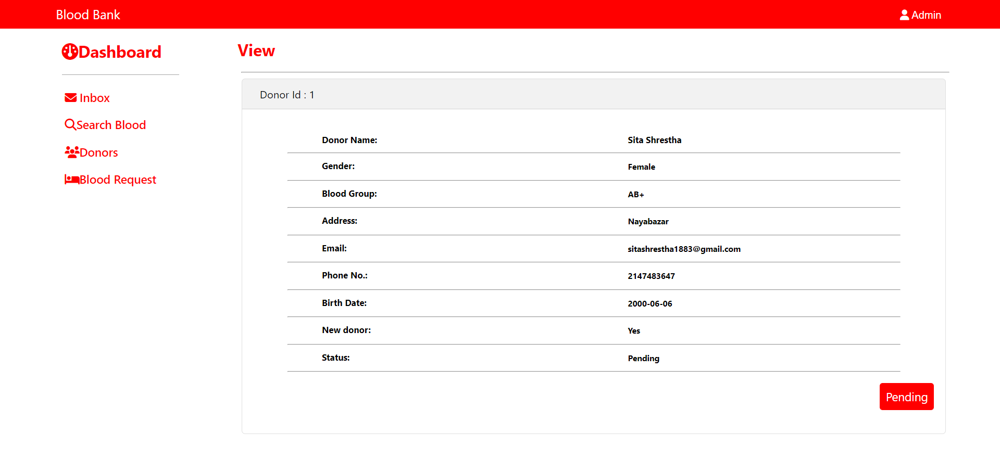 Blood Bank
Admin
Dashboard
Inbox
Search Blood
Donors
Blood Request
View
Donor Id : 1
Donor Name: Sita Shrestha
Gender: Female
Blood Group: AB+
Address: Nayabazar
Email: sitashrestha1883@gmail.com
Phone No.: 2147483647
Birth Date: 2000-06-06
New donor: Yes
Status: Pending
Pending